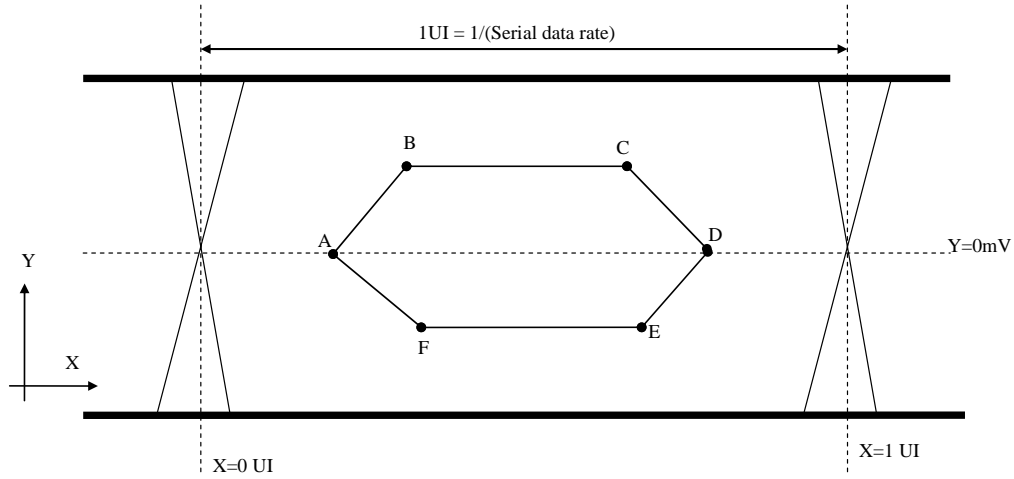 1UI = 1/(Serial data rate)
B
C
A
D
Y=0mV
Y
F
E
X
X=1 UI
X=0 UI